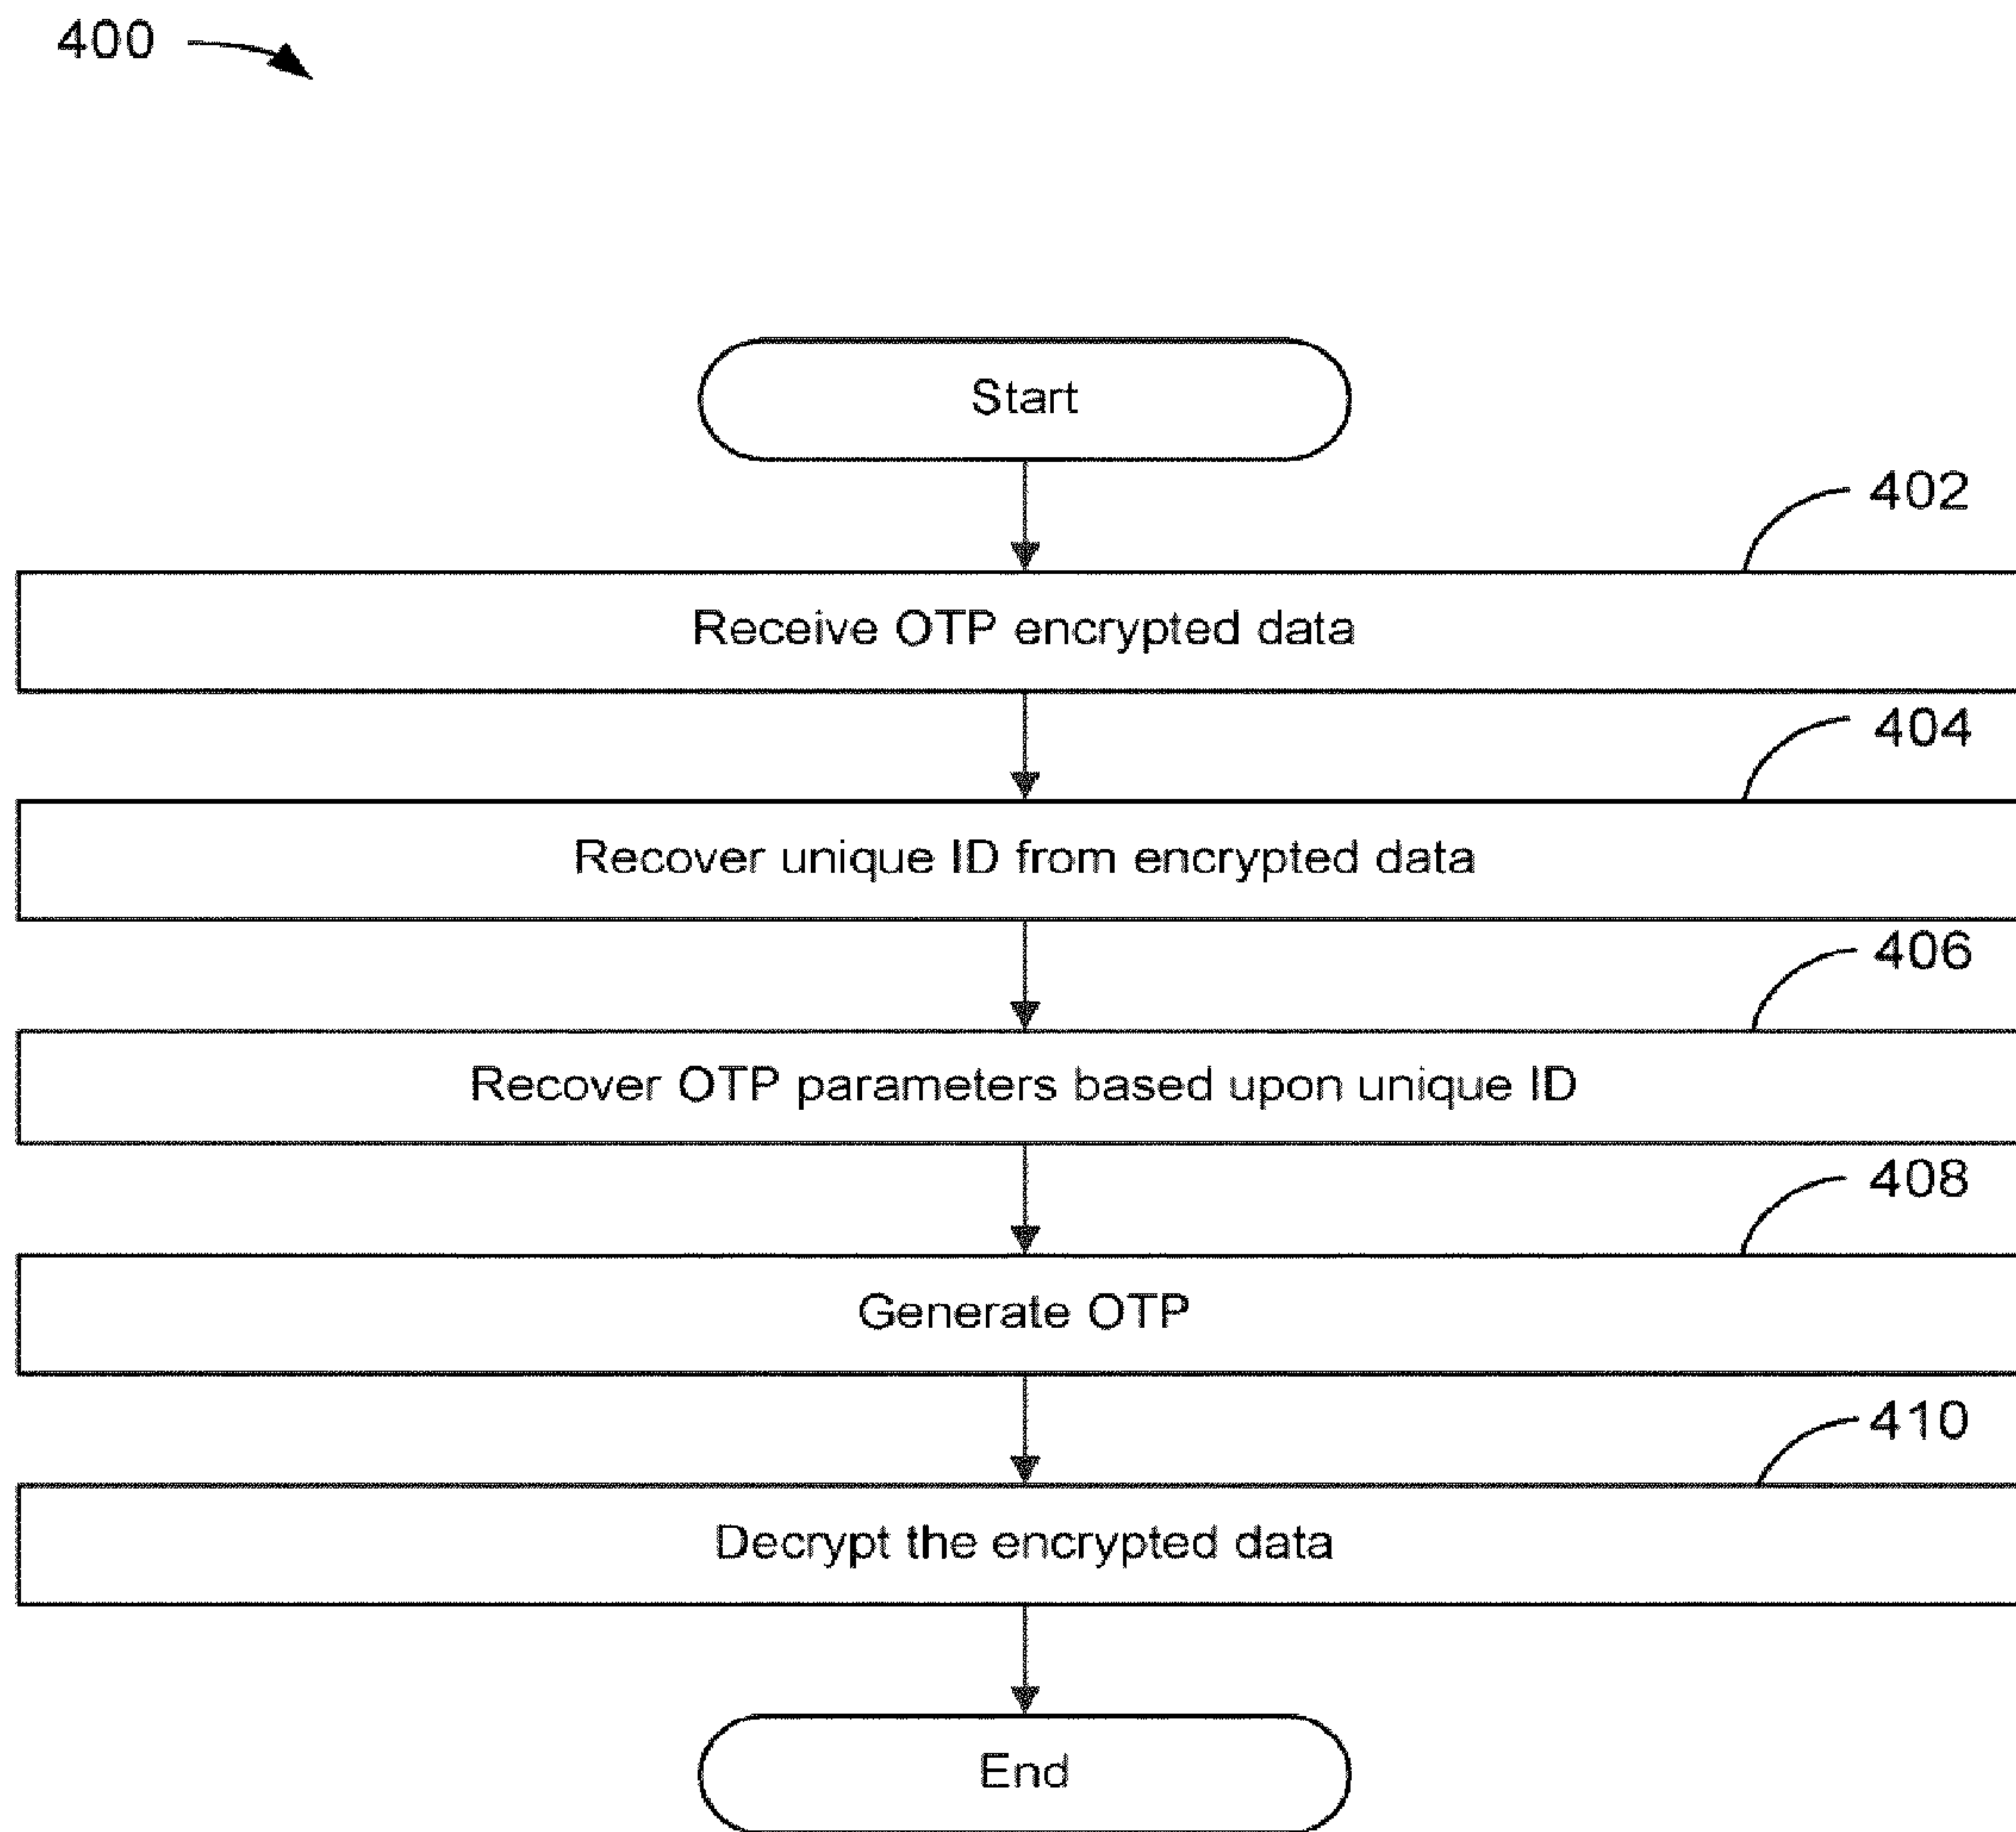 400
Start
402
Receive OTP encrypted data
404
Recover unique ID from encrypted data
406
Recover OTP parameters based upon unique ID
408
Generate OTP
410
Decrypt the encrypted data
End